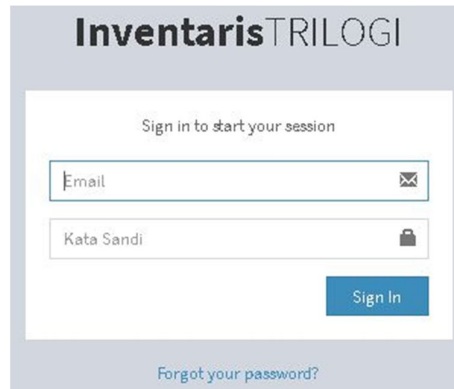 InventarisTRILOGI
Sign in to start your session
Email
Kata Sandi
Sign In
Forgot your password?